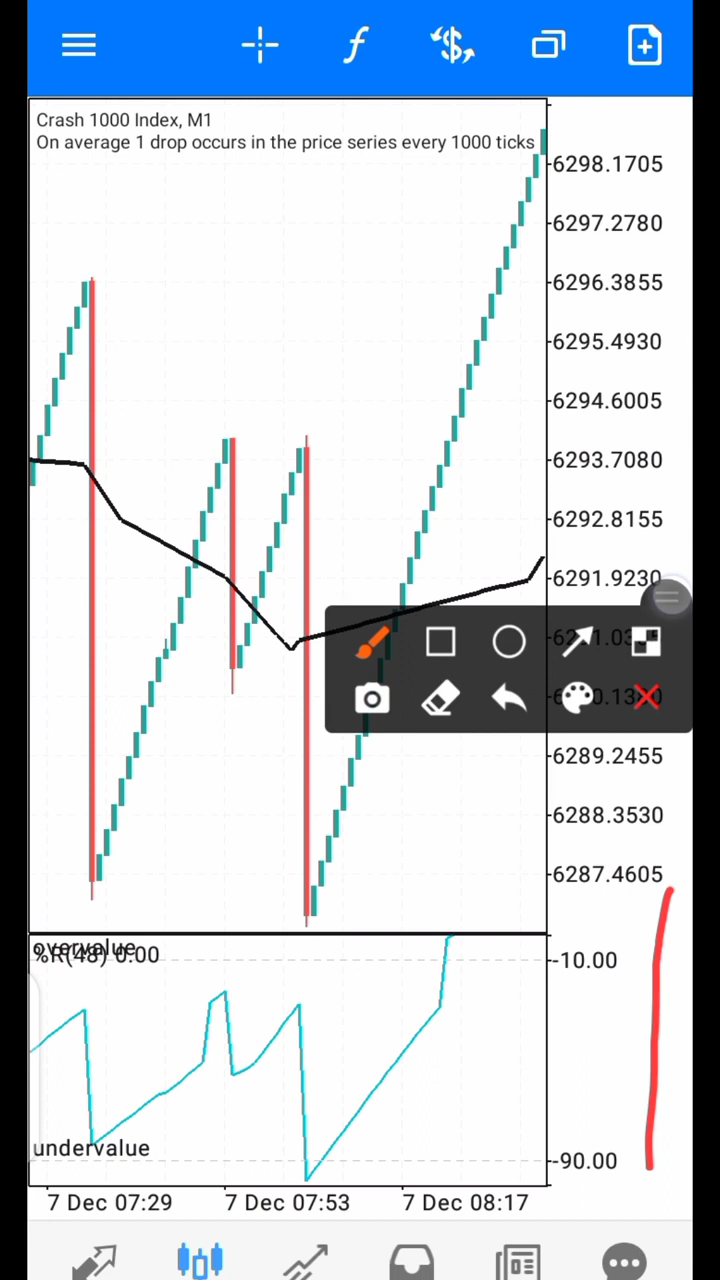 Crash 1000 Index, M1
On average 1 drop occurs in the price series every 1000 ticks
6298.1705
6297.2780
6296.3855
6295.4930
6294.6005
6293.7080
6292.8155
6291.9230
6289.2455
6288.3530
6287.4605
overvalue
%R(48) 0.00
-10.00
undervalue
-90.00
7 Dec 07:29
7 Dec 07:53
7 Dec 08:17